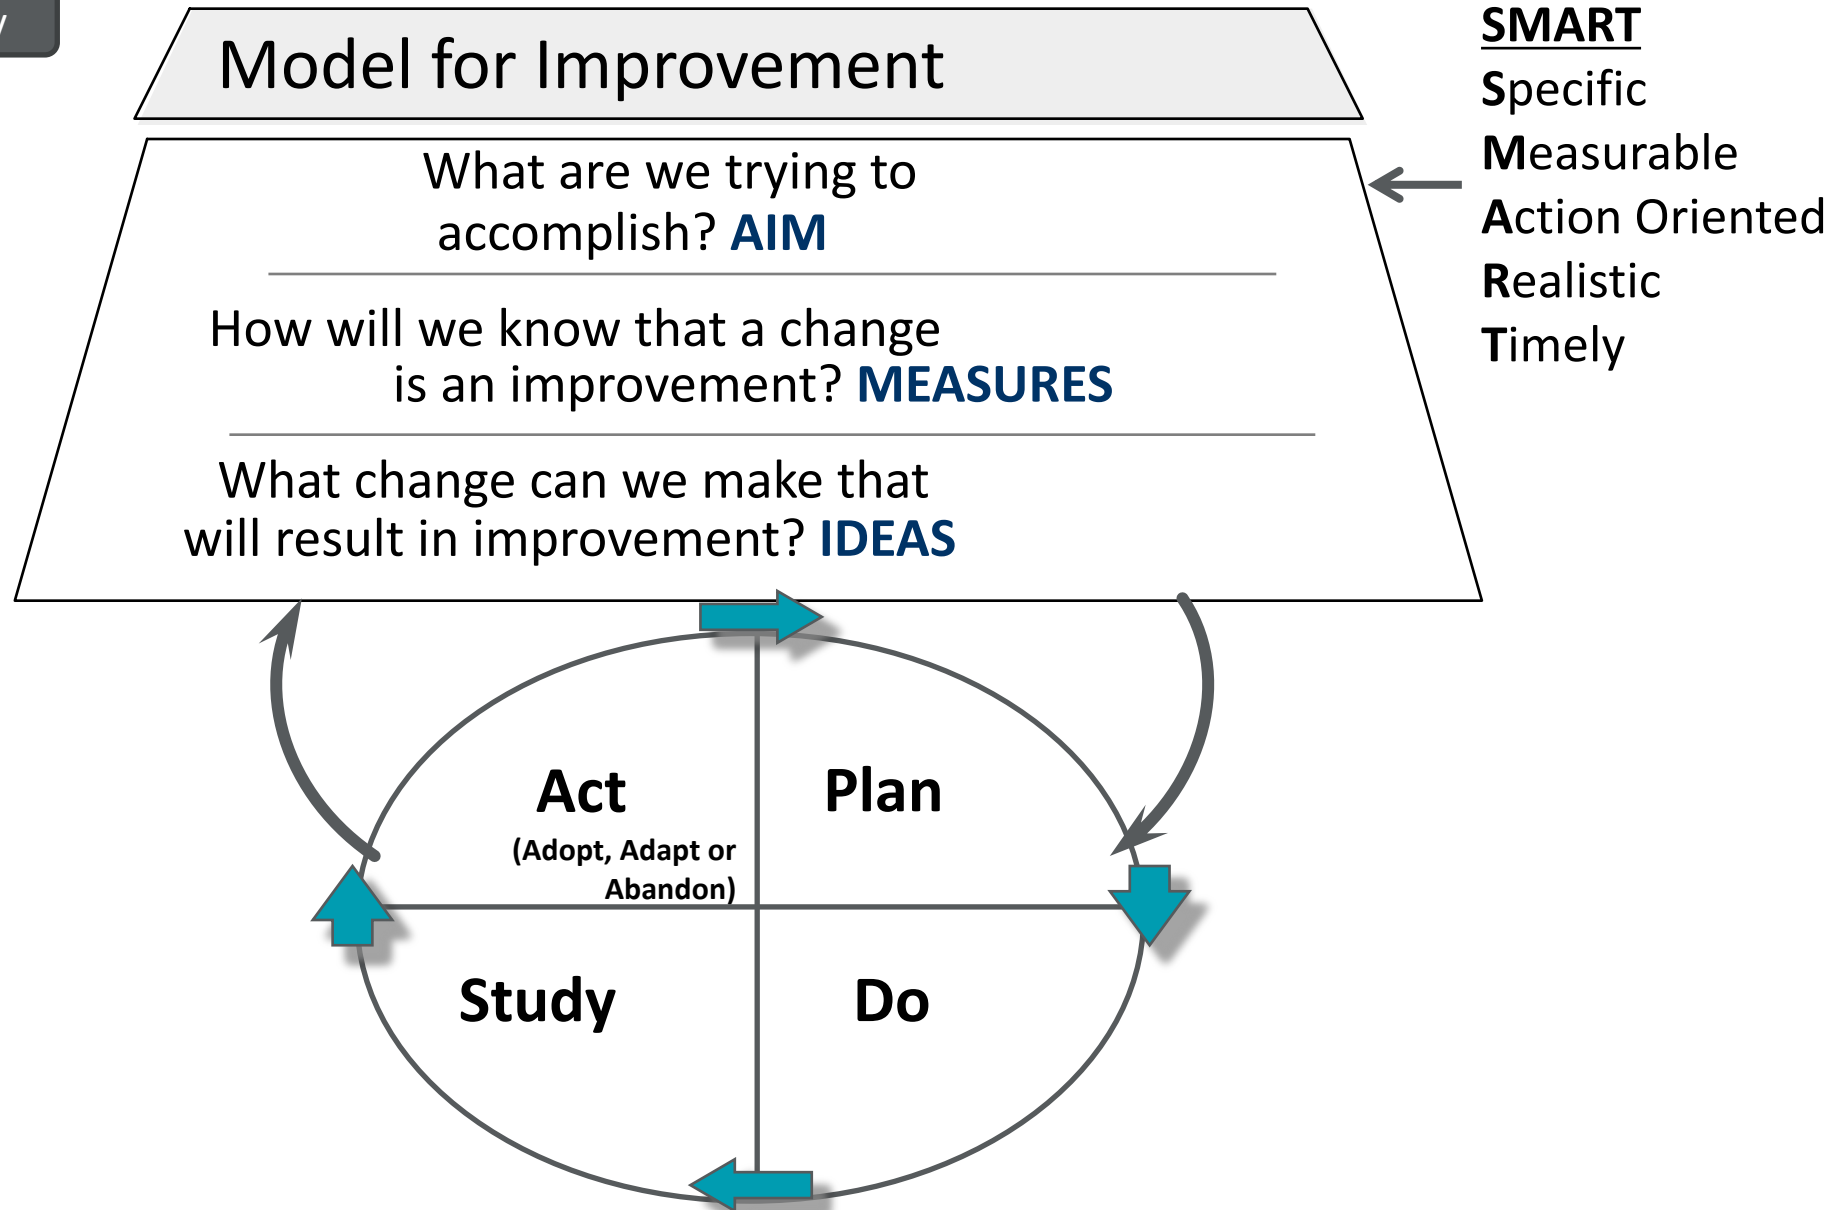 Model for Improvement
What are we trying to
accomplish? AIM
How will we know that a change
is an improvement? MEASURES
What change can we make that
will result in improvement? IDEAS
SMART
Specific
Measurable
Action Oriented
Realistic
Timely
Act
(Adopt, Adapt or
Abandon)
Plan
Study
Do